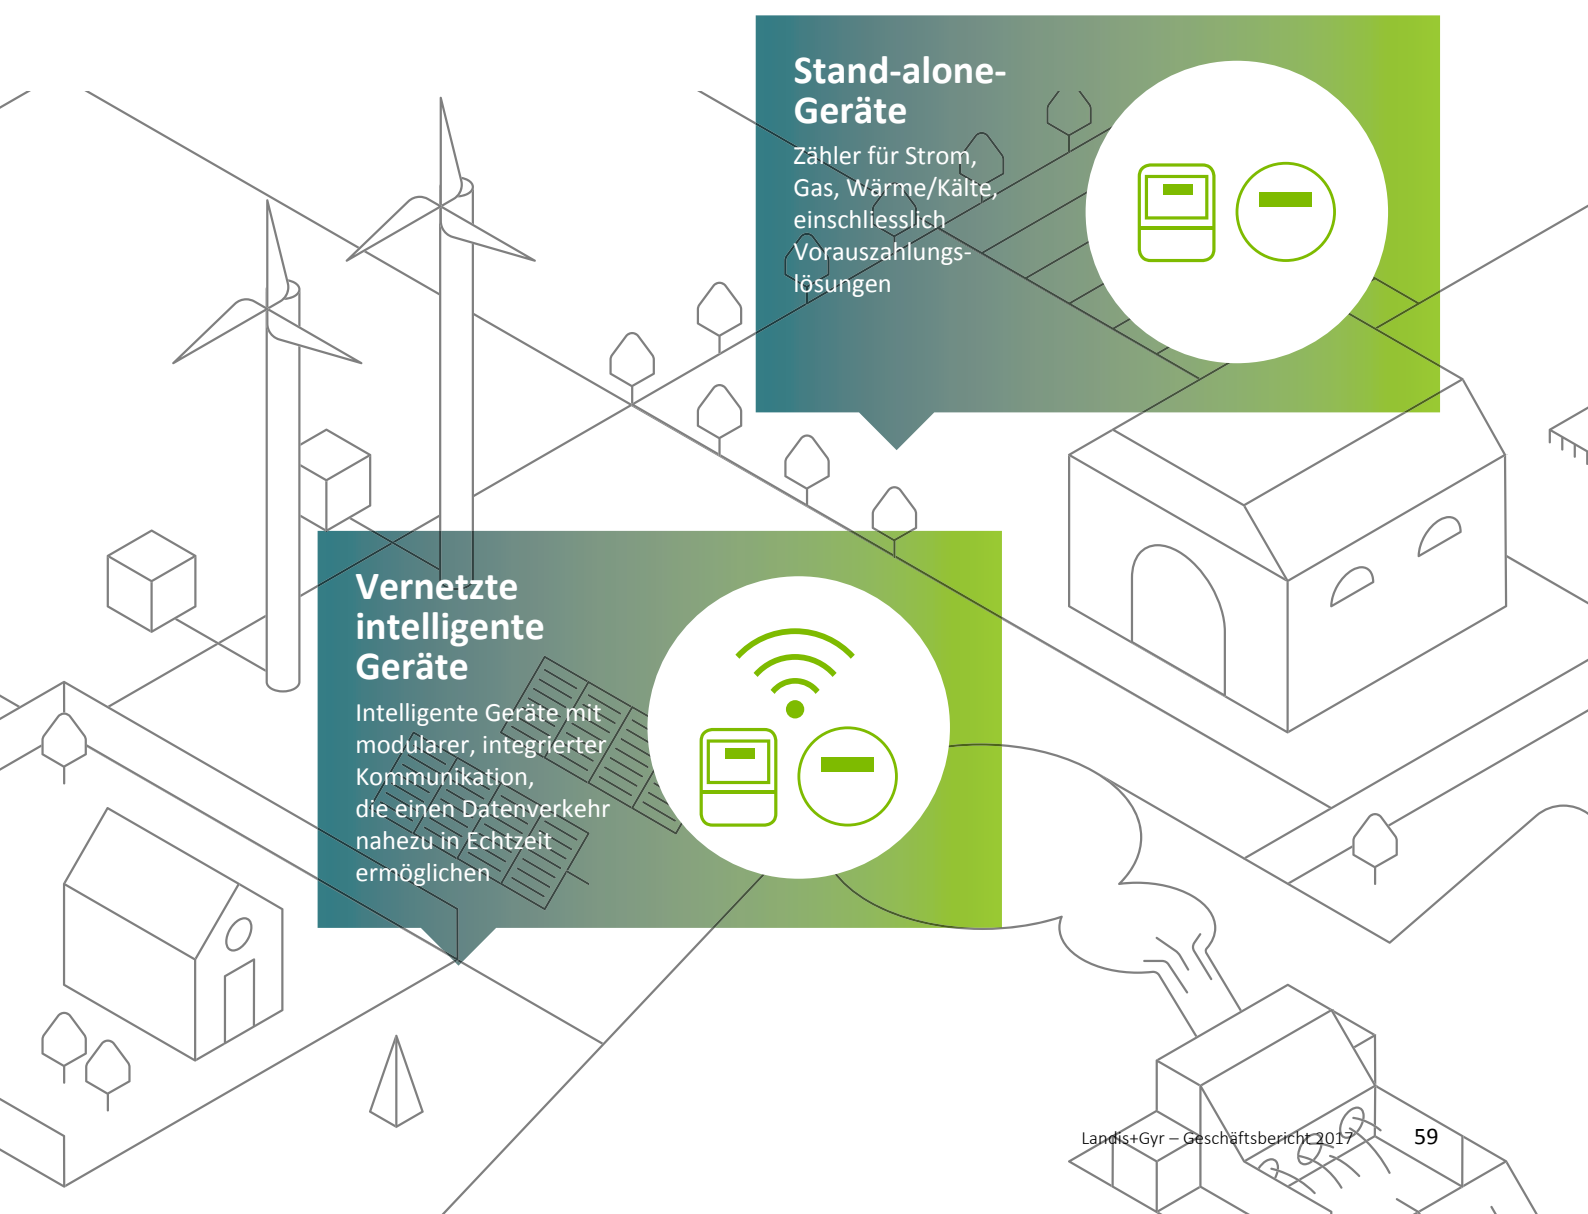 Stand-alone-
Geräte
Zähler für Strom,
Gas, Wärme/Kälte,
einschliesslich
Vorauszahlungs-
lösungen
Vernetzte
intelligente
Geräte
Intelligente Geräte mit
modularer, integrierter
Kommunikation,
die einen Datenverkehr
nahezu in Echtzeit
ermöglichen
Landis+Gyr – Geschäftsbericht 2017 59